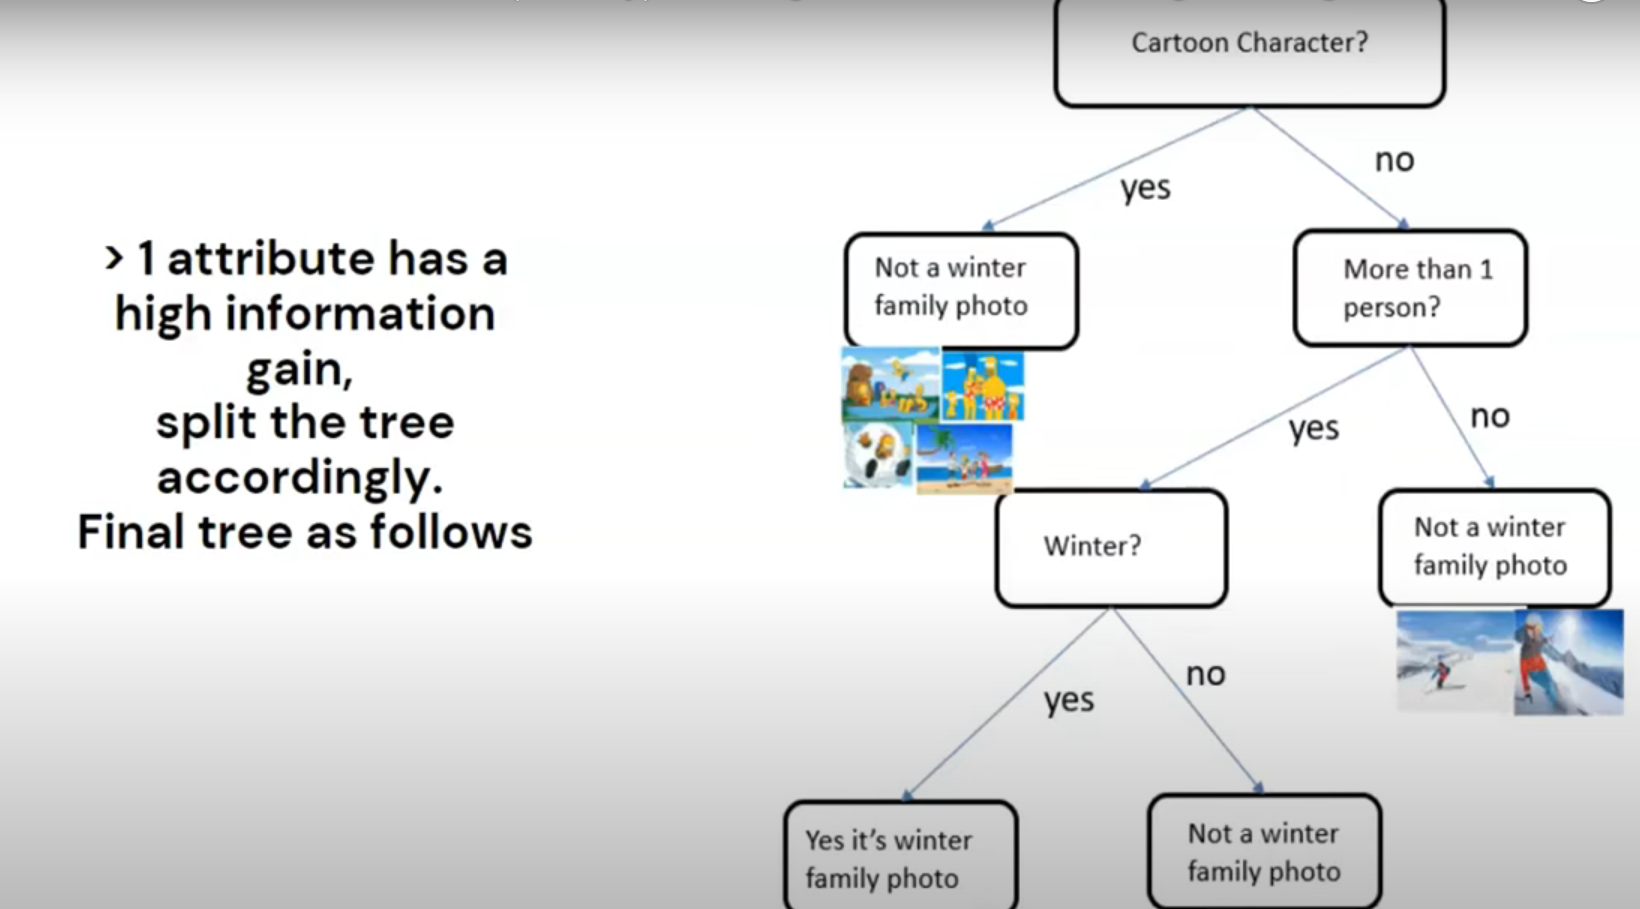 Cartoon Character?
yes
no
> 1 attribute has a
high information
gain,
split the tree
accordingly.
Final tree as follows
Not a winter
family photo
More than 1
person?
yes
no
Winter?
Not a winter
family photo
yes
no
Yes it's winter
family photo
Not a winter
family photo